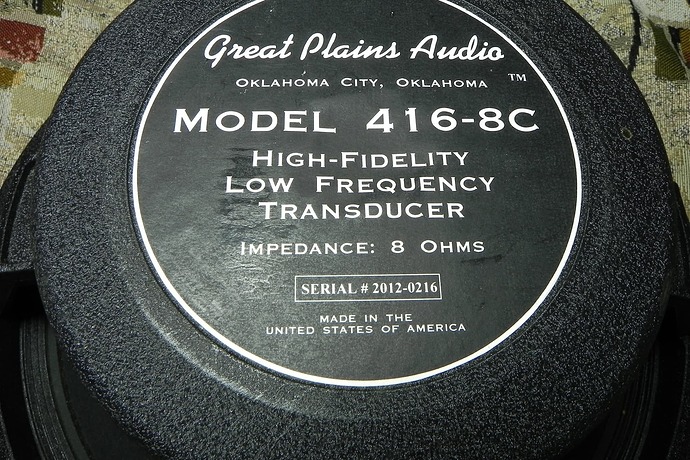 Great Plains Audio
Oklahoma City, Oklahoma ™
Model 416-8C
High-Fidelity
Low Frequency
Transducer
Impedance: 8 Ohms
SERIAL # 2012-0216
Made in the
United States of America